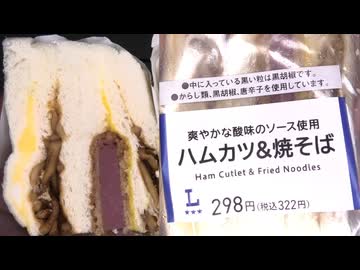 ●中に入っている黒い粒は黒胡椒です。
●からし類、黒胡椒、唐辛子を使用しています。
爽やかな酸味のソース使用
ハムカツ&焼そば
Ham Cutlet & Fried Noodles
L
★★★
298円(税込322円)